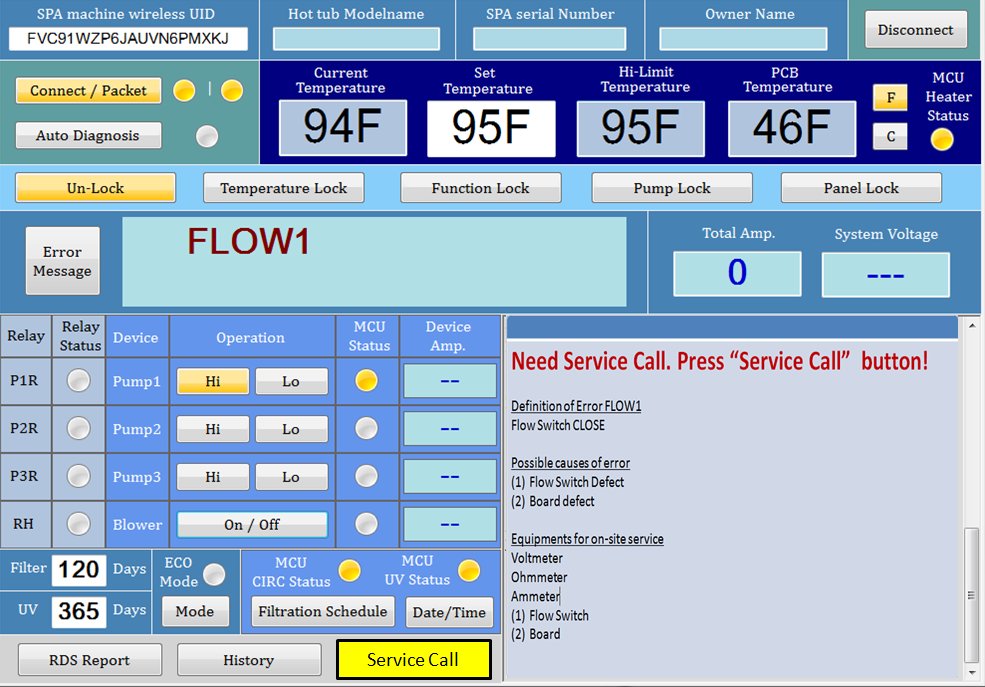 SPA machine wireless UID
FVC91WZP6JAUVN6PMXKJ
Hot tub Modelname
SPA serial Number
Owner Name
Disconnect
Connect / Packet
|
Auto Diagnosis
Current
Temperature
94F
Set
Temperature
95F
Hi-Limit
Temperature
95F
PCB
Temperature
46F
F
C
MCU
Heater
Status
Un-Lock
Temperature Lock
Function Lock
Pump Lock
Panel Lock
Error
Message
FLOW1
Total Amp.
0
System Voltage
---
Relay
Relay
Status
Device
Operation
MCU
Status
Device
Amp.
P1R
Pump1
Hi
Lo
--
P2R
Pump2
Hi
Lo
--
P3R
Pump3
Hi
Lo
--
RH
Blower
On / Off
--
Filter
120
Days
UV
365
Days
ECO
Mode
Mode
MCU
CIRC Status
MCU
UV Status
Filtration Schedule
Date/Time
RDS Report
History
Service Call
Need Service Call. Press “Service Call” button!
Definition of Error FLOW1
Flow Switch CLOSE
Possible causes of error
(1) Flow Switch Defect
(2) Board defect
Equipments for on-site service
Voltmeter
Ohmmeter
Ammeter
(1) Flow Switch
(2) Board